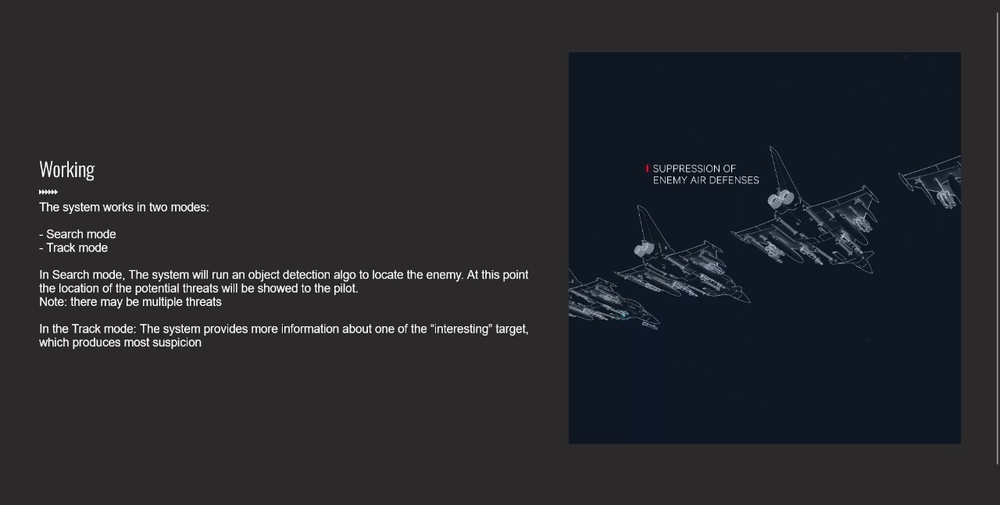 Working
The system works in two modes:
- Search mode
- Track mode
In Search mode, The system will run an object detection algo to locate the enemy. At this point
the location of the potential threats will be showed to the pilot.
Note: there may be multiple threats
In the Track mode: The system provides more information about one of the “interesting” target,
which produces most suspicion
SUPPRESSION OF
ENEMY AIR DEFENSES